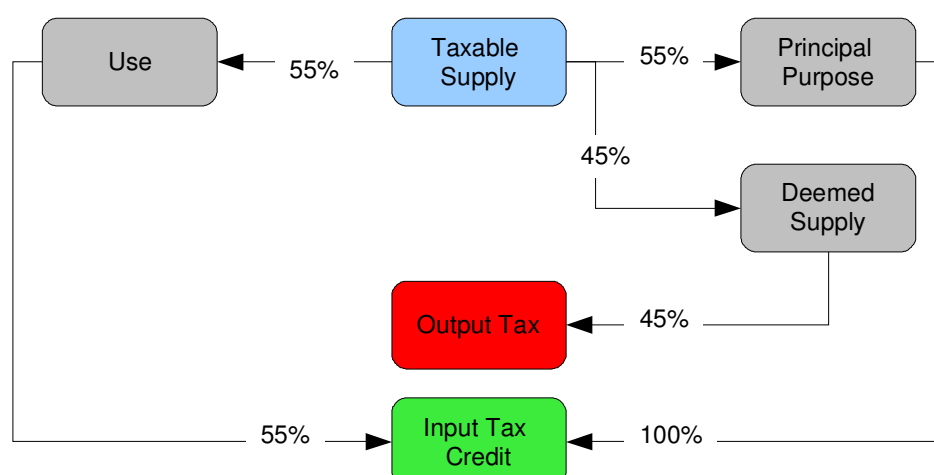 Use
55%
Taxable
Supply
55%
Principal
Purpose
45%
Deemed
Supply
Output Tax
45%
55%
Input Tax
Credit
100%